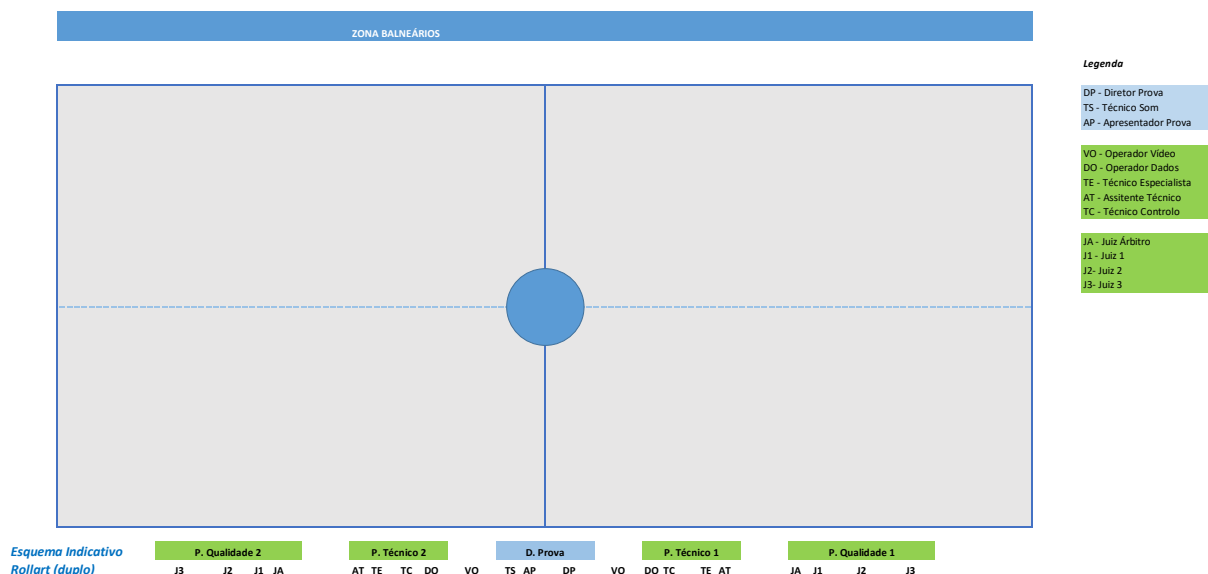 ZONA BALNEÁRIOS
Legenda
DP - Diretor Prova
TS - Técnico Som
AP - Apresentador Prova
VO - Operador Vídeo
DO - Operador Dados
TE - Técnico Especialista
AT - Assitente Técnico
TC - Técnico Controlo
JA - Juiz Árbitro
J1 - Juiz 1
J2- Juiz 2
J3- Juiz 3
Esquema Indicativo P. Qualidade 2 P. Técnico 2 D. Prova P. Técnico 1 P. Qualidade 1
Rollart (duplo) J3 J2 J1 JA AT TE TC DO VO TS AP DP VO DO TC TE AT JA J1 J2 J3